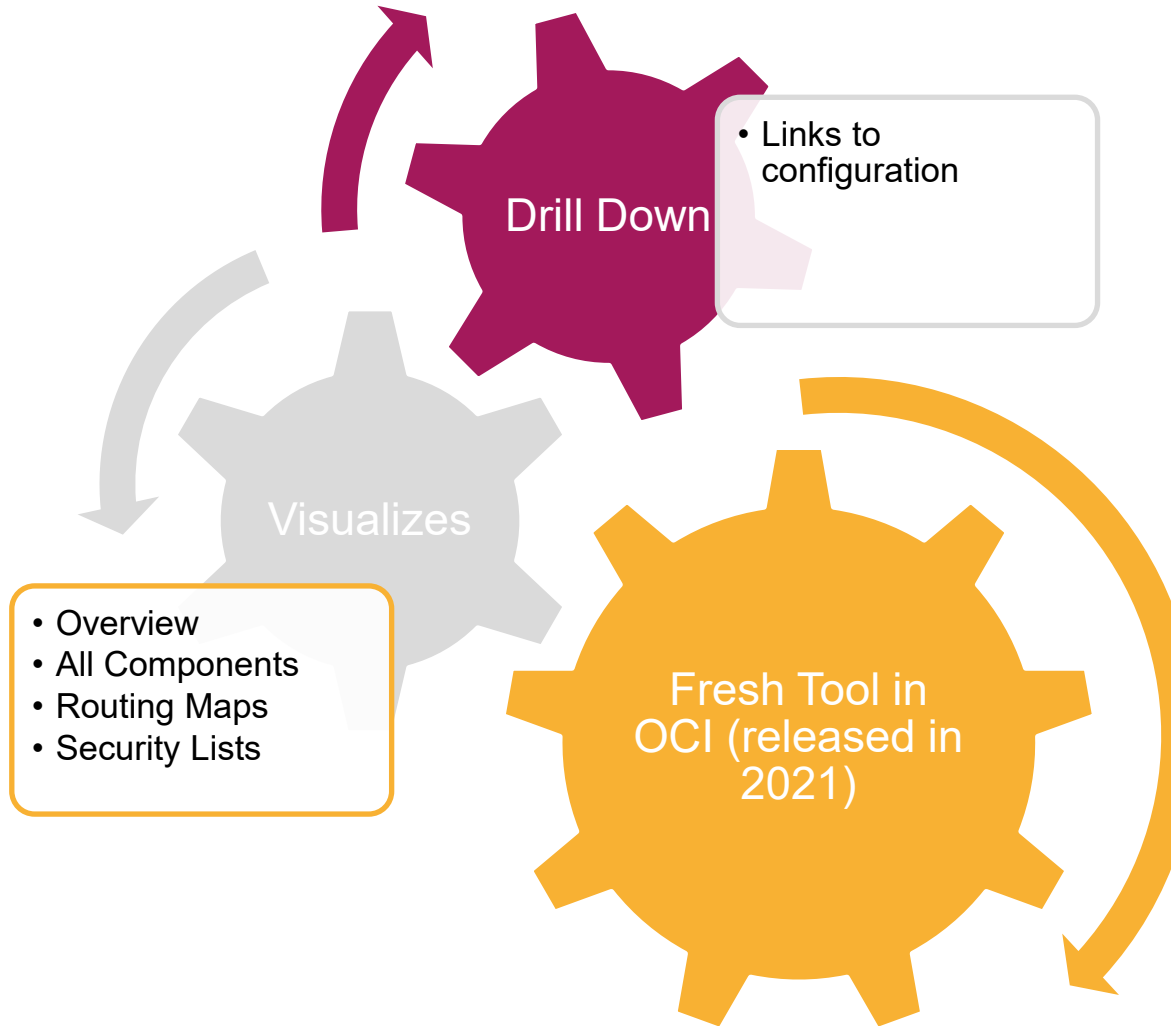 Drill Down
• Links to
configuration
Visualizes
• Overview
• All Components
• Routing Maps
• Security Lists
Fresh Tool in
OCI (released in
2021)